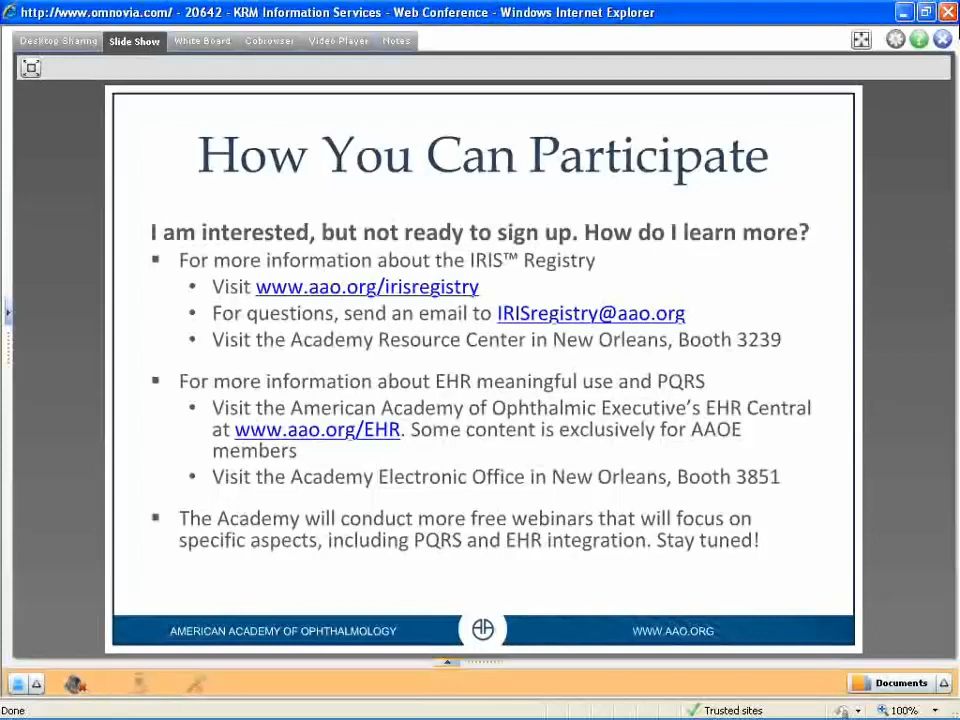 http://www.omnovia.com/ - 20642 - KRM Information Services - Web Conference - Windows Internet Explorer
Desktop Sharing Slide Show White Board Cobrowser Video Player Notes
How You Can Participate
I am interested, but not ready to sign up. How do I learn more?
▪ For more information about the IRIS™ Registry
• Visit www.aao.org/irisregistry
• For questions, send an email to IRISregistry@aao.org
• Visit the Academy Resource Center in New Orleans, Booth 3239
▪ For more information about EHR meaningful use and PQRS
• Visit the American Academy of Ophthalmic Executive's EHR Central
at www.aao.org/EHR. Some content is exclusively for AAOE
members
• Visit the Academy Electronic Office in New Orleans, Booth 3851
▪ The Academy will conduct more free webinars that will focus on
specific aspects, including PQRS and EHR integration. Stay tuned!
AMERICAN ACADEMY OF OPHTHALMOLOGY WWW.AAO.ORG
Documents
Done Trusted sites 100%